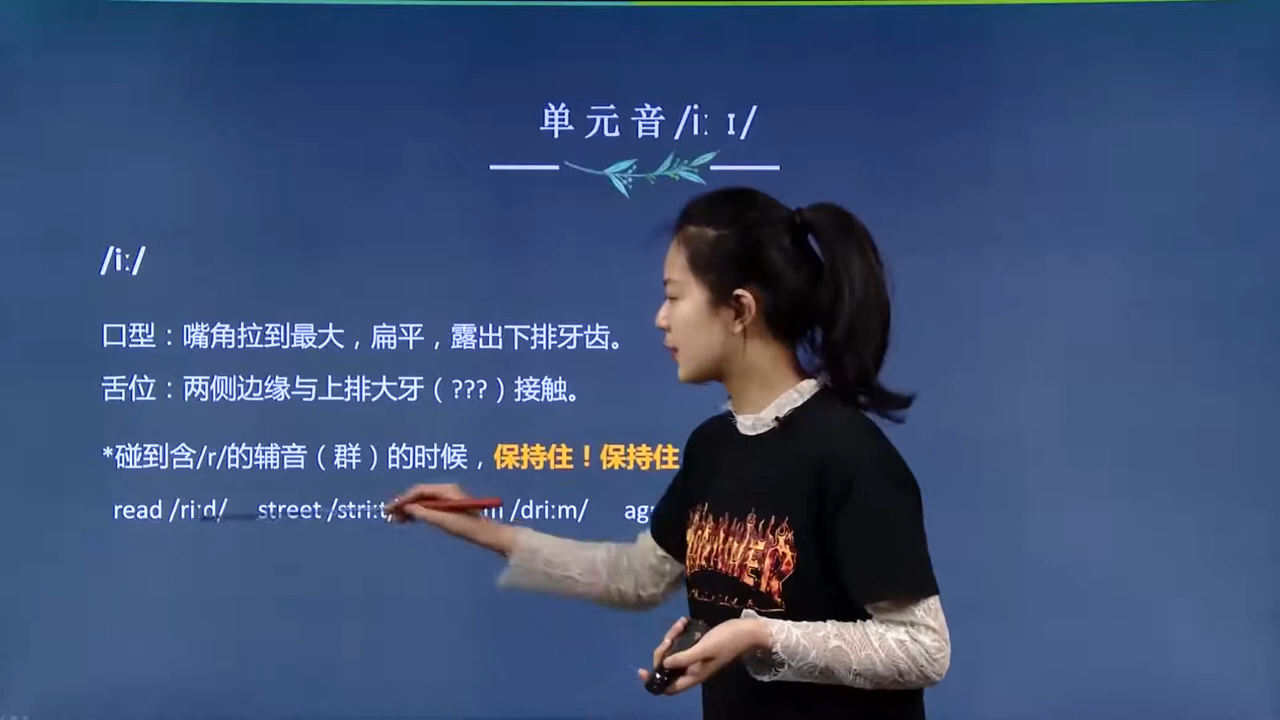 单元音/iː ɪ/
/iː/
口型：嘴角拉到最大，扁平，露出下排牙齿。
舌位：两侧边缘与上排大牙（???）接触。
*碰到含/r/的辅音（群）的时候，保持住！保持住
read /riːd/ street /striːt/ /driːm/